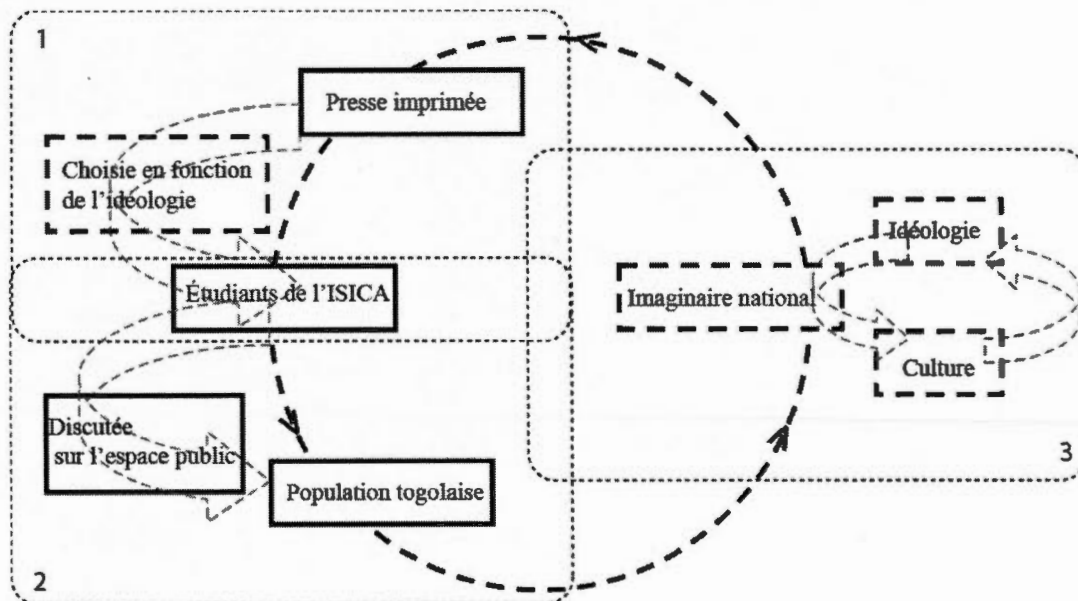 1
Presse imprimée
Choisie en fonction
de l'idéologie
Étudiants de l'ISICA
Discutée
sur l'espace public
Population togolaise
2
Idéologie
Imaginaire national
Culture
3